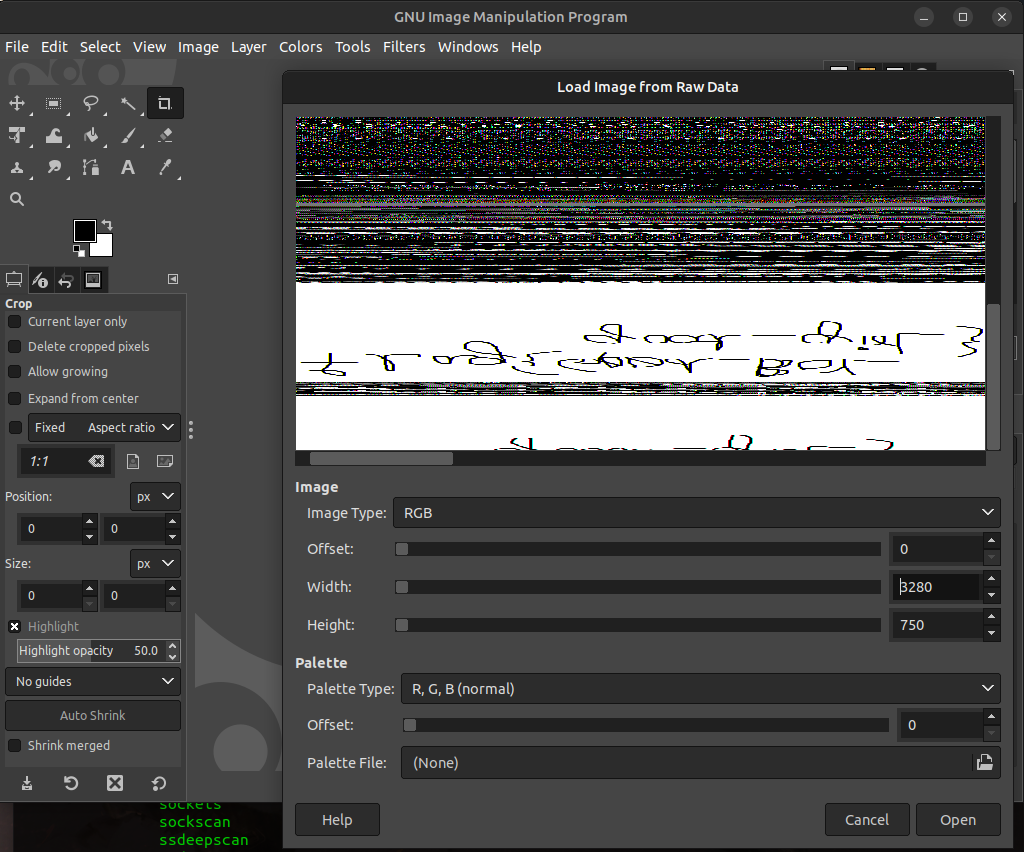 GNU Image Manipulation Program
File Edit Select View Image Layer Colors Tools Filters Windows Help
Load Image from Raw Data
Crop
Current layer only
Delete cropped pixels
Allow growing
Expand from center
Fixed Aspect ratio
1:1
Position: px
0 0
Size: px
0 0
Highlight
Highlight opacity 50.0
No guides
Auto Shrink
Shrink merged
Image
Image Type: RGB
Offset: 0
Width: 3280
Height: 750
Palette
Palette Type: R, G, B (normal)
Offset: 0
Palette File: (None)
Help Cancel Open
sockets
sockscan
ssdeepscan